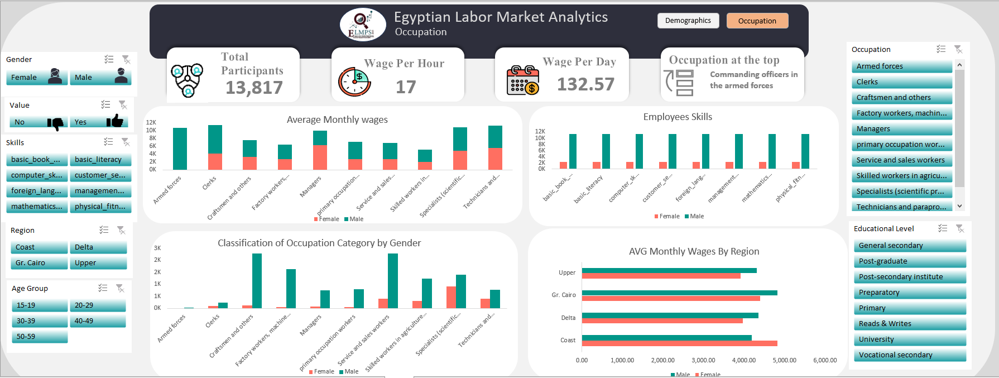 Egyptian Labor Market Analytics
Occupation
ELMPS
Demographics
Occupation
Gender
Female
Male
Value
No
Yes
Skills
basic_book_...
basic_literacy
computer_sk...
customer_se...
foreign_lang...
managemen...
mathematics...
physical_fitn...
Region
Coast
Delta
Gr. Cairo
Upper
Age Group
15-19
20-29
30-39
40-49
50-59
Total
Participants
13,817
Wage Per Hour
17
Wage Per Day
132.57
Occupation at the top
Commanding officers in
the armed forces
Average Monthly wages
12K
10K
8K
6K
4K
2K
0K
Armed forces
Clerks
Craftsmen and others
Factory workers,...
Managers
primary occupation...
Service and sales...
Skilled workers in...
Specialists (scientific...
Technicians and...
Female
Male
Employees Skills
12K
10K
8K
6K
4K
2K
0K
basic_book_...
basic_literacy
computer_sk...
customer_se...
foreign_lang...
management...
mathematics...
physical_fitn...
Female
Male
Classification of Occupation Category by Gender
3K
2K
2K
1K
1K
0K
Armed forces
Clerks
Craftsmen and others
Factory workers, machine...
Managers
primary occupation workers
Service and sales workers
Skilled workers in agriculture...
Specialists (scientific...
Technicians and...
Female
Male
AVG Monthly Wages By Region
Upper
Gr. Cairo
Delta
Coast
0.00
1,000.00
2,000.00
3,000.00
4,000.00
5,000.00
6,000.00
Male
Female
Occupation
Armed forces
Clerks
Craftsmen and others
Factory workers, machin...
Managers
primary occupation wor...
Service and sales workers
Skilled workers in agricu...
Specialists (scientific pr...
Technicians and parapro...
Educational Level
General secondary
Post-graduate
Post-secondary institute
Preparatory
Primary
Reads & Writes
University
Vocational secondary